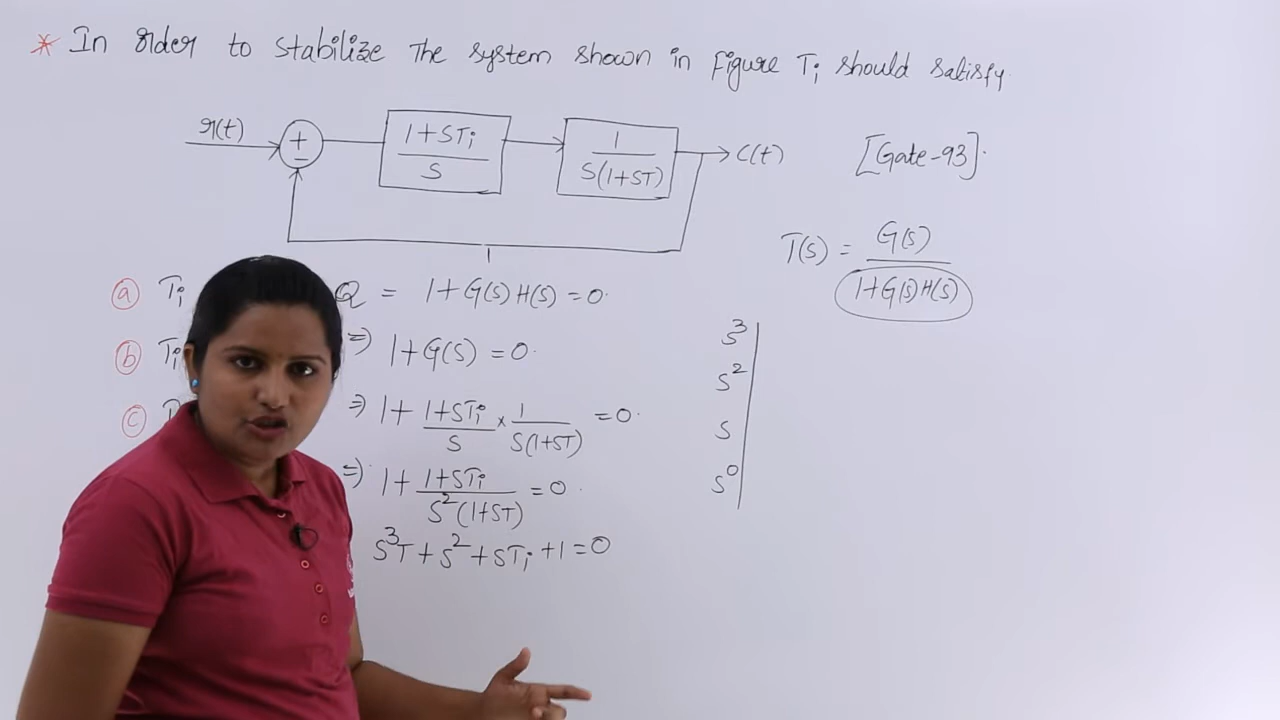 * In order to stabilize the system shown in figure Ti should satisfy.
r(t) + − 1+STi / S 1 / S(1+ST) C(t) [Gate-93].
1
T(s) = G(s) / 1+G(s)H(s)
(a) Ti Q = 1+G(s)H(s) = 0.
(b) Ti => 1+G(s) = 0.
(c) => 1 + 1+STi / S × 1 / S(1+ST) = 0.
=> 1 + 1+STi / S²(1+ST) = 0.
S³T + S² + STi + 1 = 0
S³
S²
S
S⁰